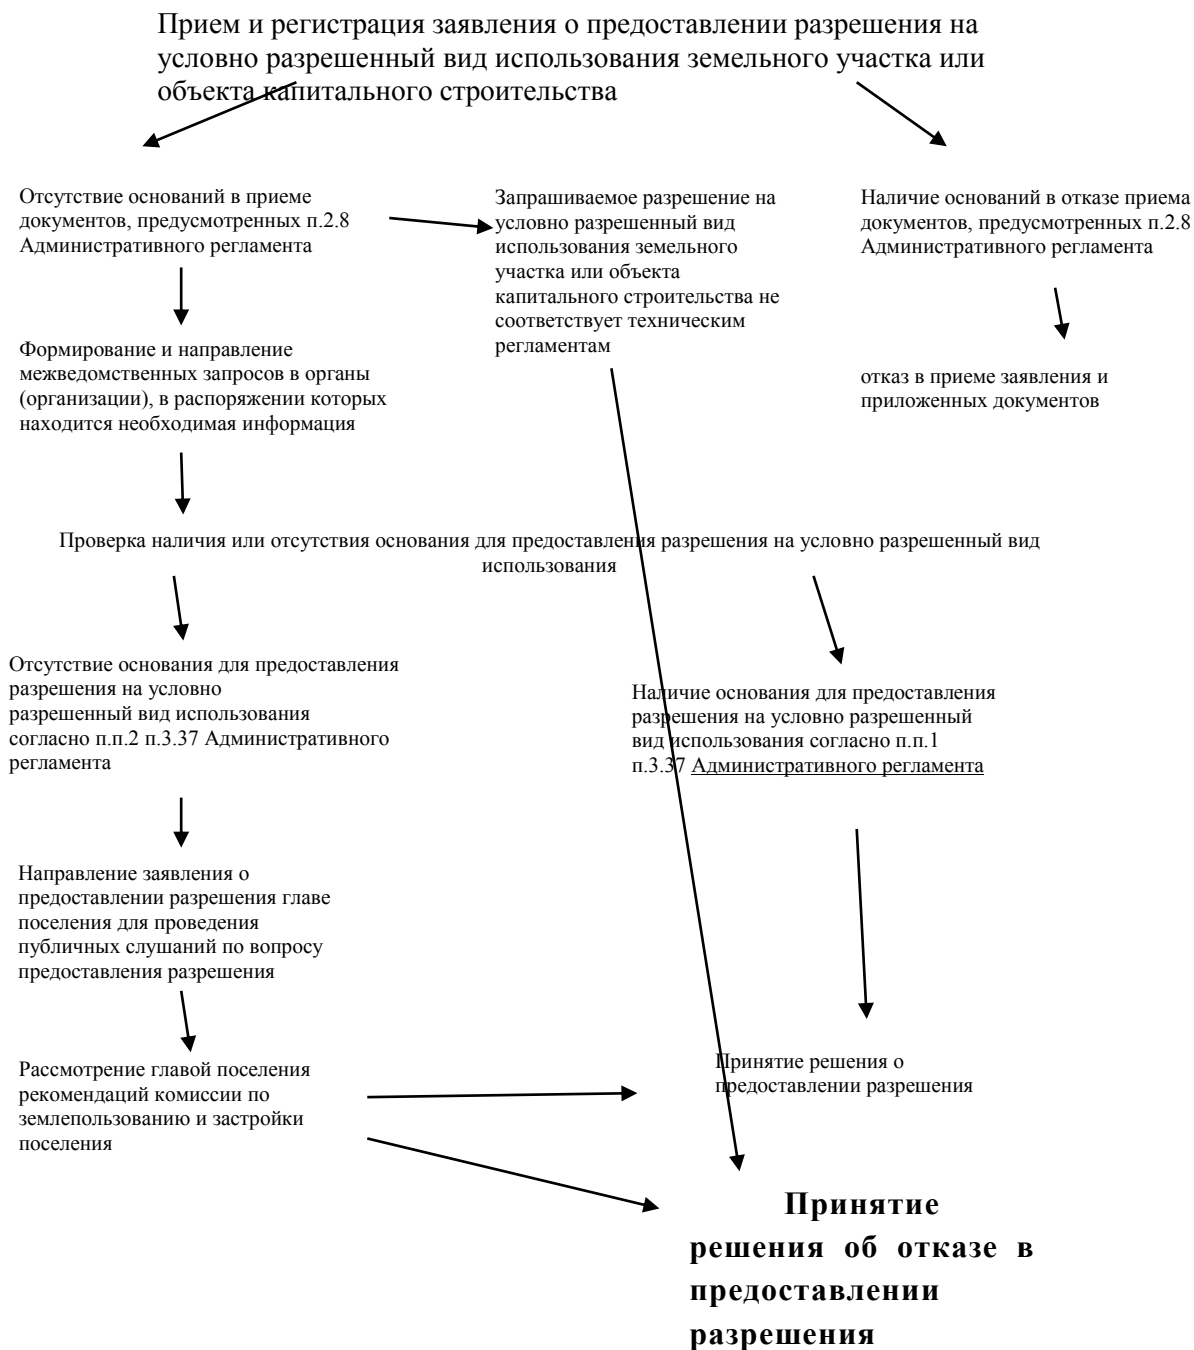 Прием и регистрация заявления о предоставлении разрешения на
условно разрешенный вид использования земельного участка или
объекта капитального строительства
Отсутствие оснований в приеме
документов, предусмотренных п.2.8
Административного регламента
Запрашиваемое разрешение на
условно разрешенный вид
использования земельного
участка или объекта
капитального строительства не
соответствует техническим
регламентам
Наличие оснований в отказе приема
документов, предусмотренных п.2.8
Административного регламента
Формирование и направление
межведомственных запросов в органы
(организации), в распоряжении которых
находится необходимая информация
отказ в приеме заявления и
приложенных документов
Проверка наличия или отсутствия основания для предоставления разрешения на условно разрешенный вид
использования
Отсутствие основания для предоставления
разрешения на условно
разрешенный вид использования
согласно п.п.2 п.3.37 Административного
регламента
Наличие основания для предоставления
разрешения на условно разрешенный
вид использования согласно п.п.1
п.3.37 Административного регламента
Направление заявления о
предоставлении разрешения главе
поселения для проведения
публичных слушаний по вопросу
предоставления разрешения
Рассмотрение главой поселения
рекомендаций комиссии по
землепользованию и застройки
поселения
Принятие решения о
предоставлении разрешения
Принятие
решения об отказе в
предоставлении
разрешения